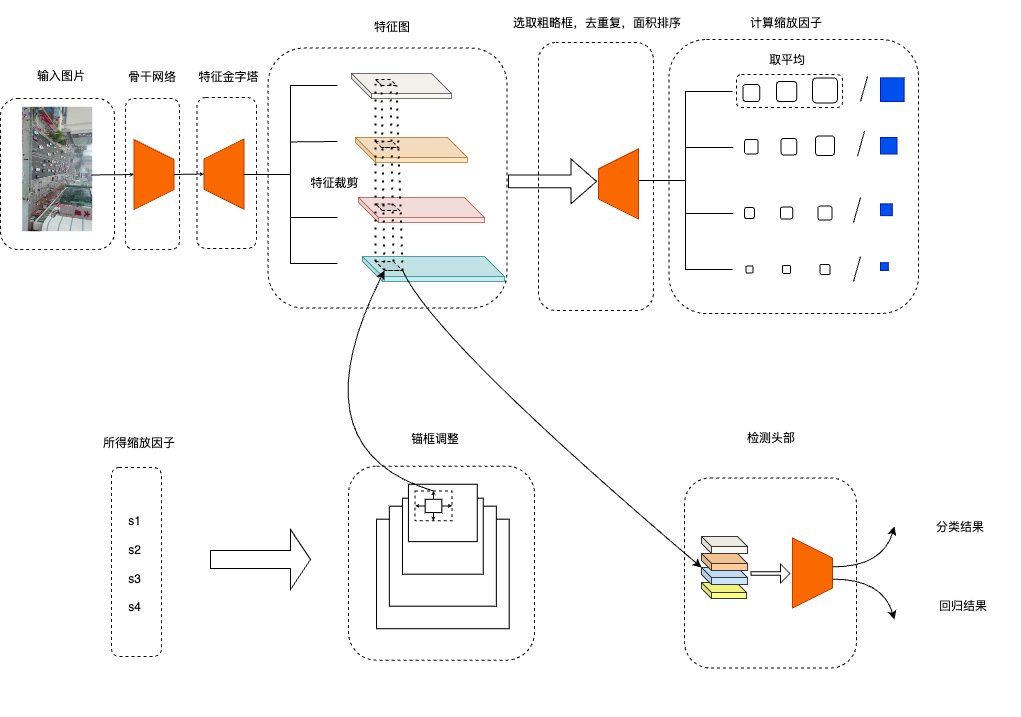 输入图片
骨干网络
特征金字塔
特征图
选取粗略框，去重复，面积排序
计算缩放因子
取平均
特征裁剪
所得缩放因子
s1
s2
s3
s4
锚框调整
检测头部
分类结果
回归结果